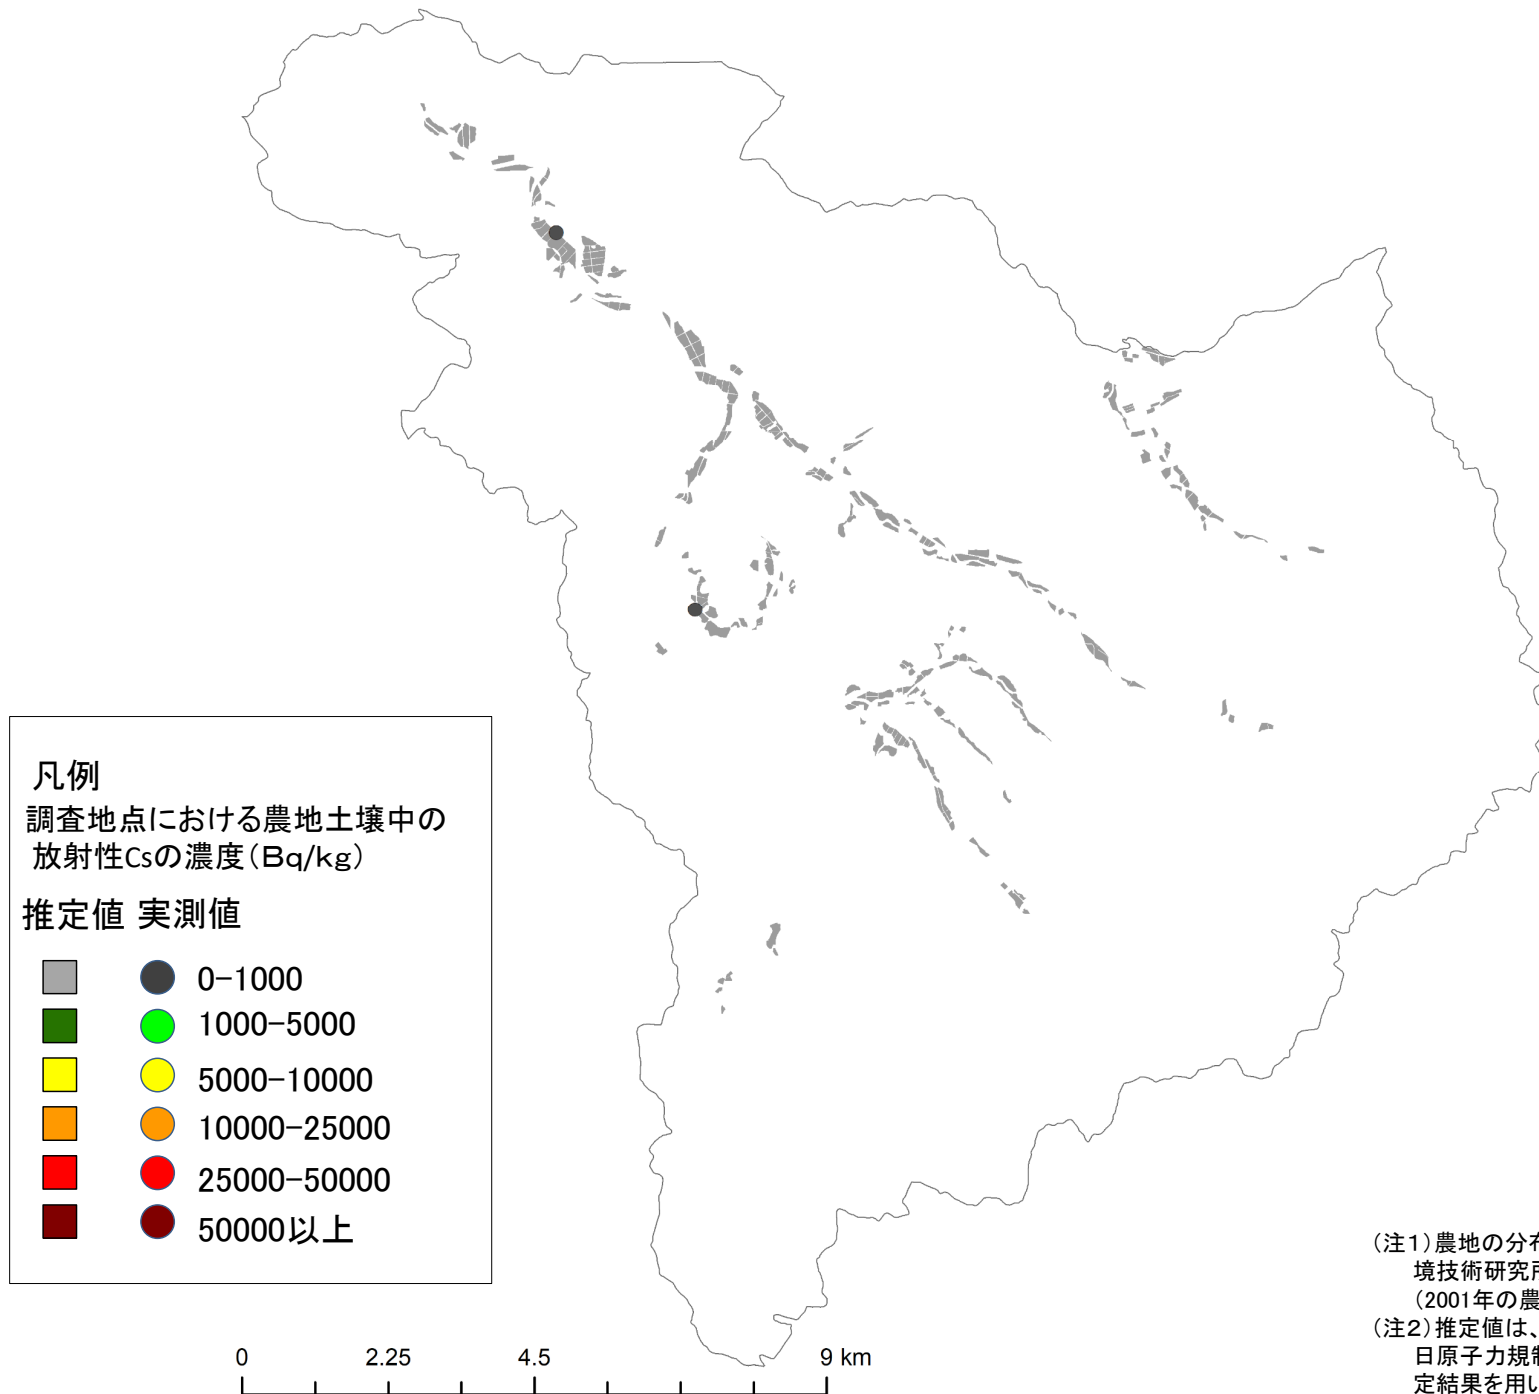 凡例
調査地点における農地土壌中の
放射性Csの濃度(Bq/kg)
推定値 実測値
0-1000
1000-5000
5000-10000
10000-25000
25000-50000
50000以上
(注1)農地の分布
境技術研究所
(2001年の農
(注2)推定値は、
日原子力規制
定結果を用い
0 2.25 4.5 9 km